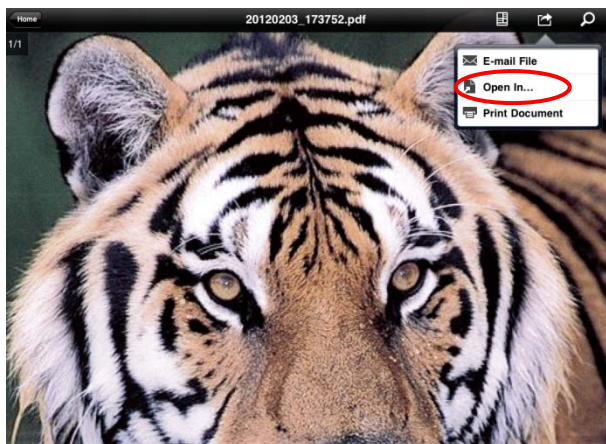 Home 20120203_173752.pdf
1/1
E-mail File
Open In...
Print Document